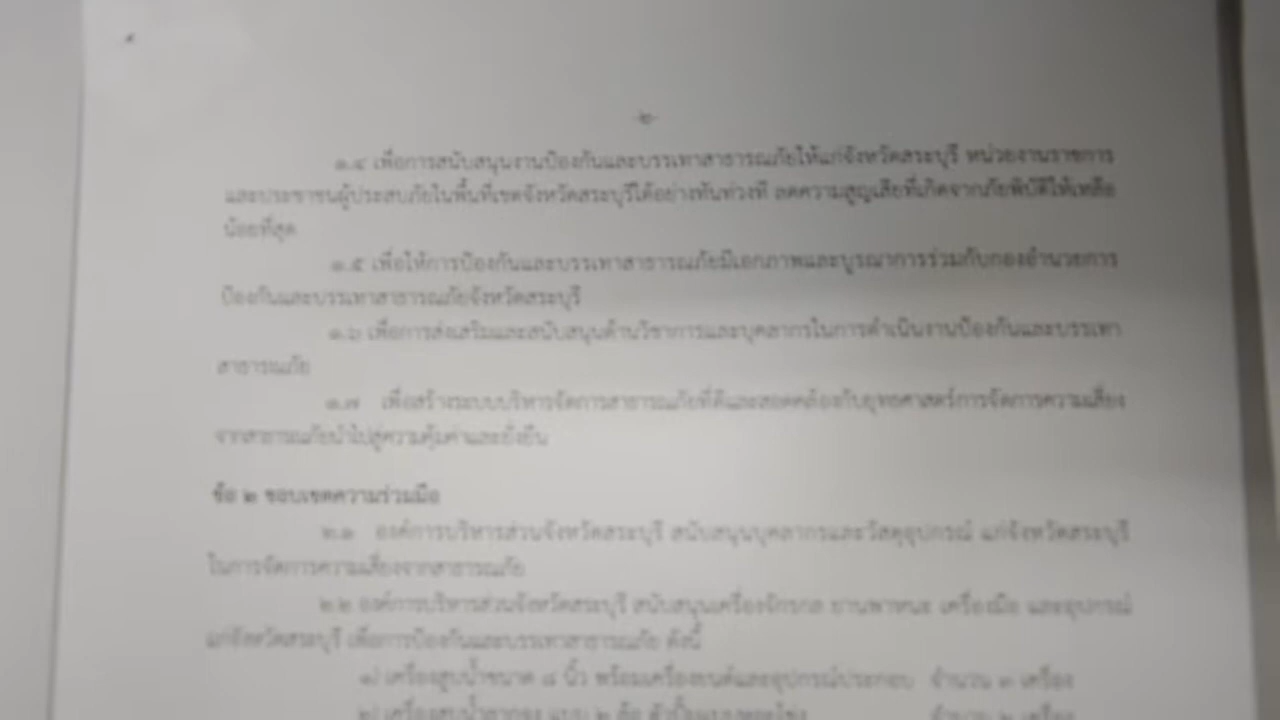 -๒-
๑.๔ เพื่อการสนับสนุนงานป้องกันและบรรเทาสาธารณภัยให้แก่จังหวัดสระบุรี หน่วยงานราชการ
และประชาชนผู้ประสบภัยในพื้นที่เขตจังหวัดสระบุรีได้อย่างทันท่วงที ลดความสูญเสียที่เกิดจากภัยพิบัติให้เหลือ
น้อยที่สุด
๑.๕ เพื่อให้การป้องกันและบรรเทาสาธารณภัยมีเอกภาพและบูรณาการร่วมกับกองอำนวยการ
ป้องกันและบรรเทาสาธารณภัยจังหวัดสระบุรี
๑.๖ เพื่อการส่งเสริมและสนับสนุนด้านวิชาการและบุคลากรในการดำเนินงานป้องกันและบรรเทา
สาธารณภัย
๑.๗ เพื่อสร้างระบบบริหารจัดการสาธารณภัยที่ดีและสอดคล้องกับยุทธศาสตร์การจัดการความเสี่ยง
จากสาธารณภัยนำไปสู่ความคุ้มค่าและยั่งยืน
ข้อ ๒ ขอบเขตความร่วมมือ
๒.๑ องค์การบริหารส่วนจังหวัดสระบุรี สนับสนุนบุคลากรและวัสดุอุปกรณ์ แก่จังหวัดสระบุรี
ในการจัดการความเสี่ยงจากสาธารณภัย
๒.๒ องค์การบริหารส่วนจังหวัดสระบุรี สนับสนุนเครื่องจักรกล ยานพาหนะ เครื่องมือ และอุปกรณ์
แก่จังหวัดสระบุรี เพื่อการป้องกันและบรรเทาสาธารณภัย ดังนี้
๑) เครื่องสูบน้ำขนาด ๘ นิ้ว พร้อมเครื่องยนต์และอุปกรณ์ประกอบ จำนวน ๓ เครื่อง
๒) เครื่องสูบน้ำลากจูง แบบ ๒ ล้อ จำนวน ๒ เครื่อง